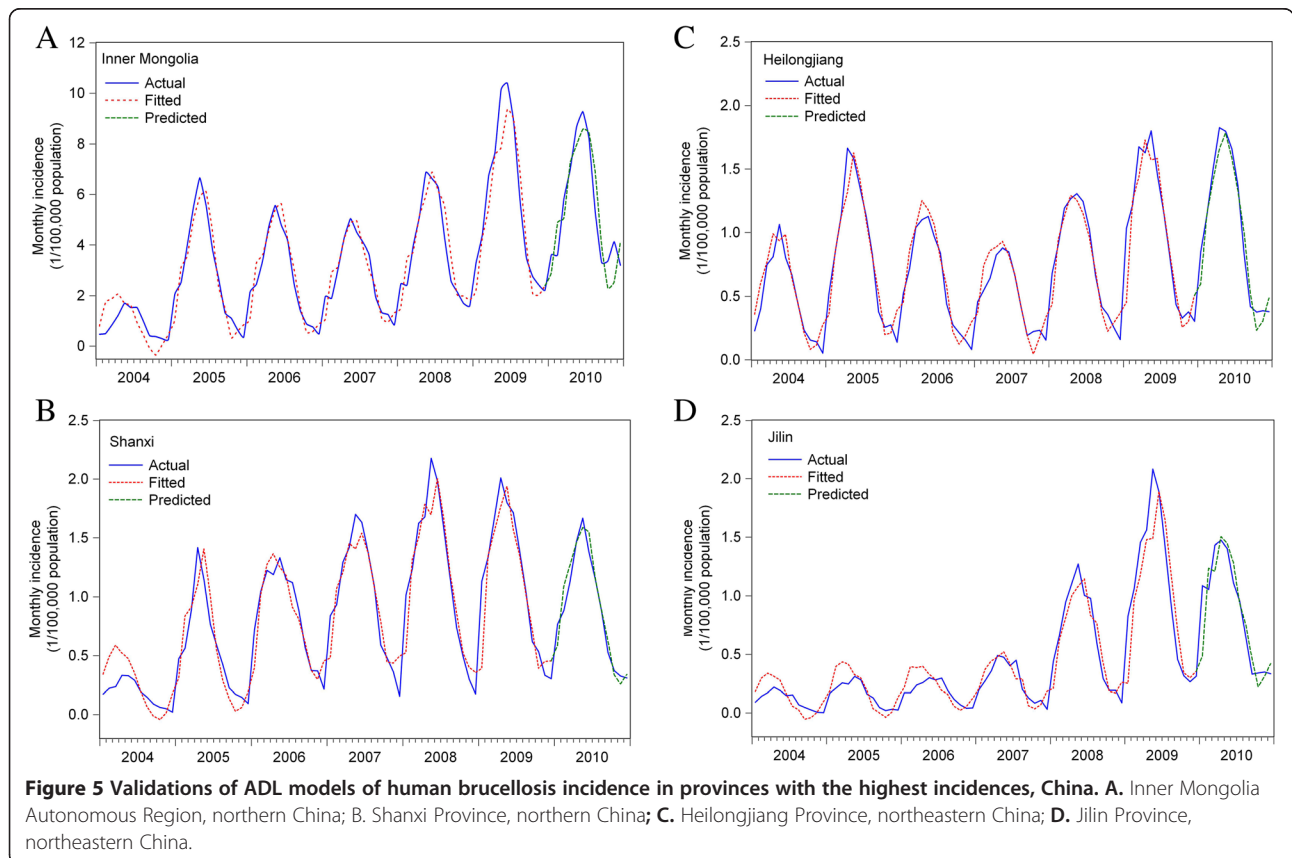 A
Inner Mongolia
Actual
Fitted
Predicted
Monthly incidence
(1/100,000 population)
12
10
8
6
4
2
0
2004 2005 2006 2007 2008 2009 2010
B
Shanxi
Actual
Fitted
Predicted
Monthly incidence
(1/100,000 population)
2.5
2.0
1.5
1.0
0.5
0.0
2004 2005 2006 2007 2008 2009 2010
C
Heilongjiang
Actual
Fitted
Predicted
Monthly incidence
(1/100,000 population)
2.5
2.0
1.5
1.0
0.5
0.0
2004 2005 2006 2007 2008 2009 2010
D
Jilin
Actual
Fitted
Predicted
Monthly incidence
(1/100,000 population)
2.5
2.0
1.5
1.0
0.5
0.0
2004 2005 2006 2007 2008 2009 2010
Figure 5 Validations of ADL models of human brucellosis incidence in provinces with the highest incidences, China. A. Inner Mongolia
Autonomous Region, northern China; B. Shanxi Province, northern China; C. Heilongjiang Province, northeastern China; D. Jilin Province,
northeastern China.